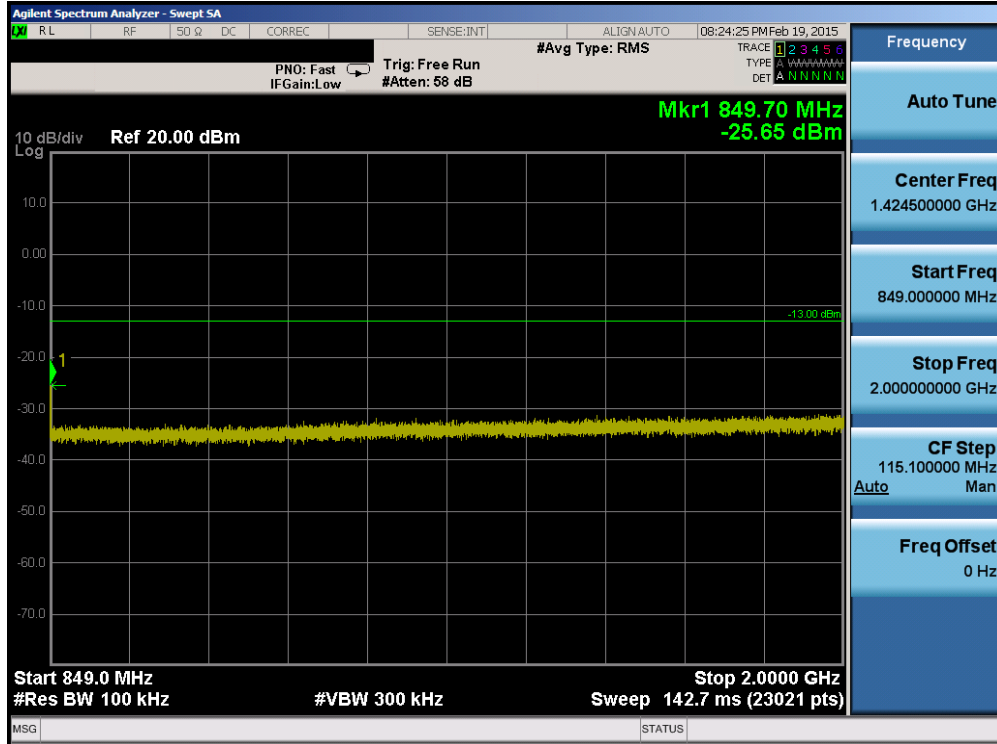 Agilent Spectrum Analyzer - Swept SA
LXI RL RF 50 Ω DC CORREC SENSE:INT ALIGN AUTO 08:24:25 PM Feb 19, 2015
#Avg Type: RMS TRACE 1 2 3 4 5 6
PNO: Fast Trig: Free Run TYPE A WWWWW
IFGain:Low #Atten: 58 dB DET A N N N N N
Mkr1 849.70 MHz
10 dB/div Ref 20.00 dBm -25.65 dBm
Log
10.0
0.00
-10.0
-13.00 dBm
-20.0
1
-30.0
-40.0
-50.0
-60.0
-70.0
Start 849.0 MHz Stop 2.0000 GHz
#Res BW 100 kHz #VBW 300 kHz Sweep 142.7 ms (23021 pts)
MSG STATUS
Frequency
Auto Tune
Center Freq
1.424500000 GHz
Start Freq
849.000000 MHz
Stop Freq
2.000000000 GHz
CF Step
115.100000 MHz
Auto Man
Freq Offset
0 Hz